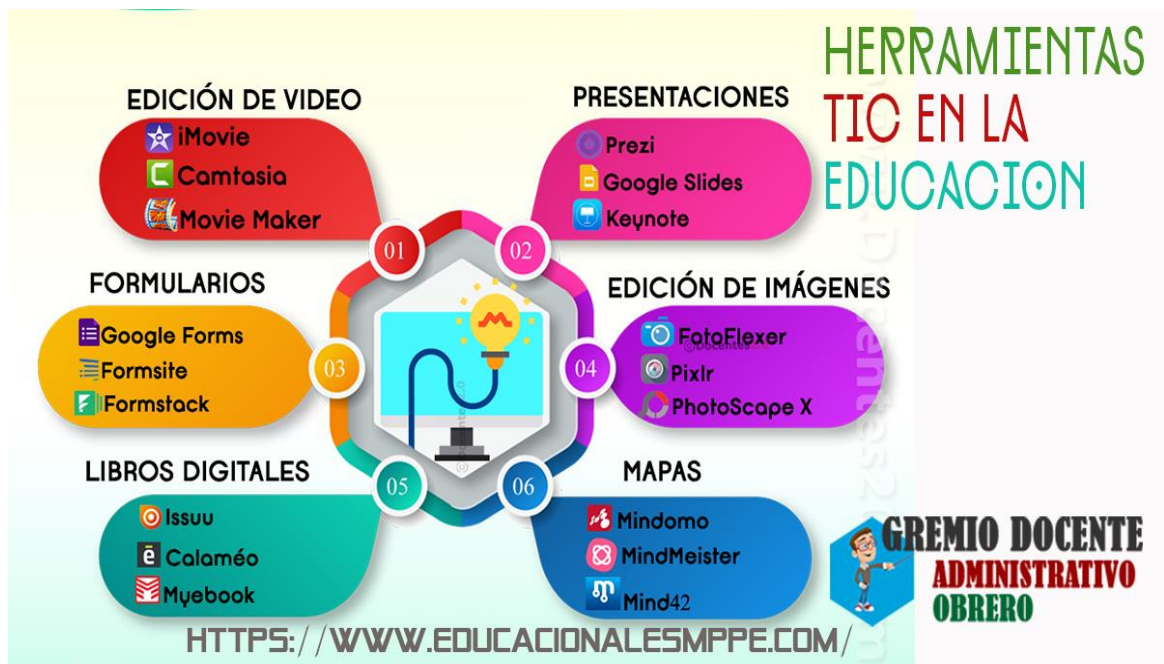 HERRAMIENTAS
TIC EN LA
EDUCACION
EDICIÓN DE VIDEO
iMovie
Camtasia
Movie Maker
01
PRESENTACIONES
Prezi
Google Slides
Keynote
02
FORMULARIOS
Google Forms
Formsite
Formstack
03
EDICIÓN DE IMÁGENES
FotoFlexer
©Docentes
Pixlr
PhotoScape X
04
LIBROS DIGITALES
Issuu
Calaméo
Myebook
05
MAPAS
Mindomo
MindMeister
Mind42
06
GREMIO DOCENTE
ADMINISTRATIVO
OBRERO
HTTPS://WWW.EDUCACIONALESMPPE.COM/